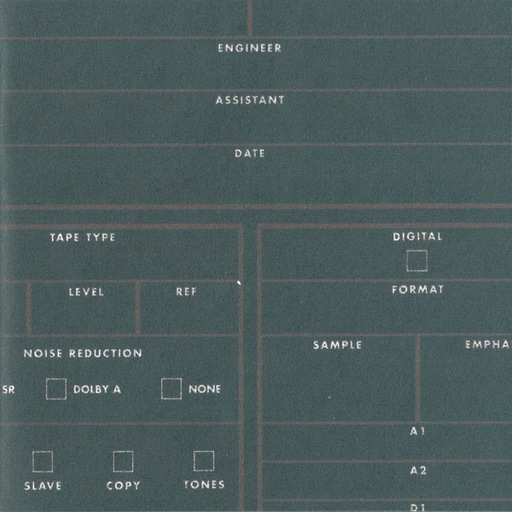 ENGINEER
ASSISTANT
DATE
TAPE TYPE
DIGITAL
LEVEL REF
FORMAT
SAMPLE EMPHA
NOISE REDUCTION
SR DOLBY A NONE
A1
A2
SLAVE COPY TONES
D1